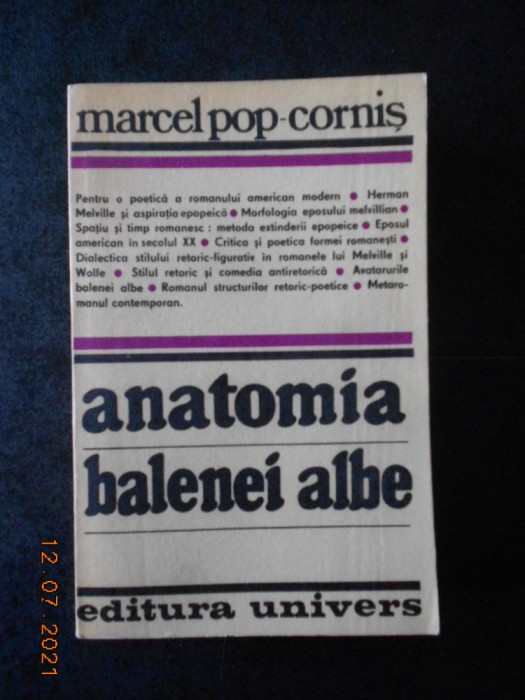 marcel pop-corniș
Pentru o poetică a romanului american modern ● Herman
Melville și aspirația epopeică ● Morfologia eposului melvillian ●
Spațiu și timp romanesc : metoda extinderii epopeice ● Eposul
american în secolul XX ● Critica și poetica formei romanești ●
Dialectica stilului retoric-figurativ în romanele lui Melville și
Wolfe ● Stilul retoric și comedia antiretorică ● Avatarurile
balenei albe ● Romanul structurilor retoric-poetice ● Metaro-
manul contemporan.
anatomia
balenei albe
editura univers
12.07.2021